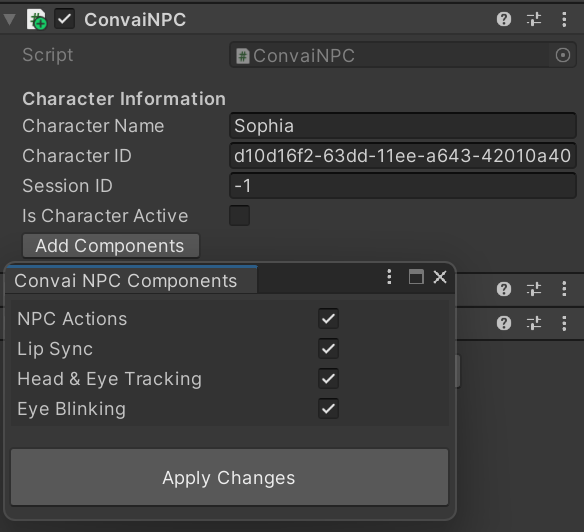 ConvaiNPC
Script
ConvaiNPC
Character Information
Character Name
Sophia
Character ID
d10d16f2-63dd-11ee-a643-42010a40
Session ID
-1
Is Character Active
Add Components
Convai NPC Components
NPC Actions
Lip Sync
Head & Eye Tracking
Eye Blinking
Apply Changes